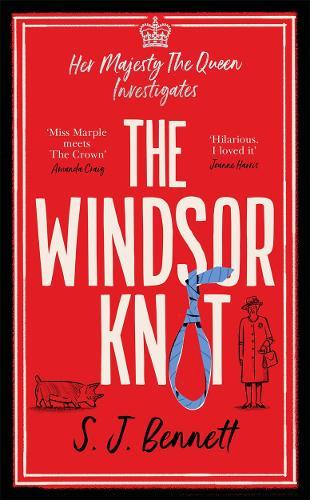 Her Majesty The Queen
Investigates
'Miss Marple
meets
The Crown'
Amanda Craig
'Hilarious.
I loved it'
Joanne Harris
THE
WINDSOR
KNOT
S. J. Bennett